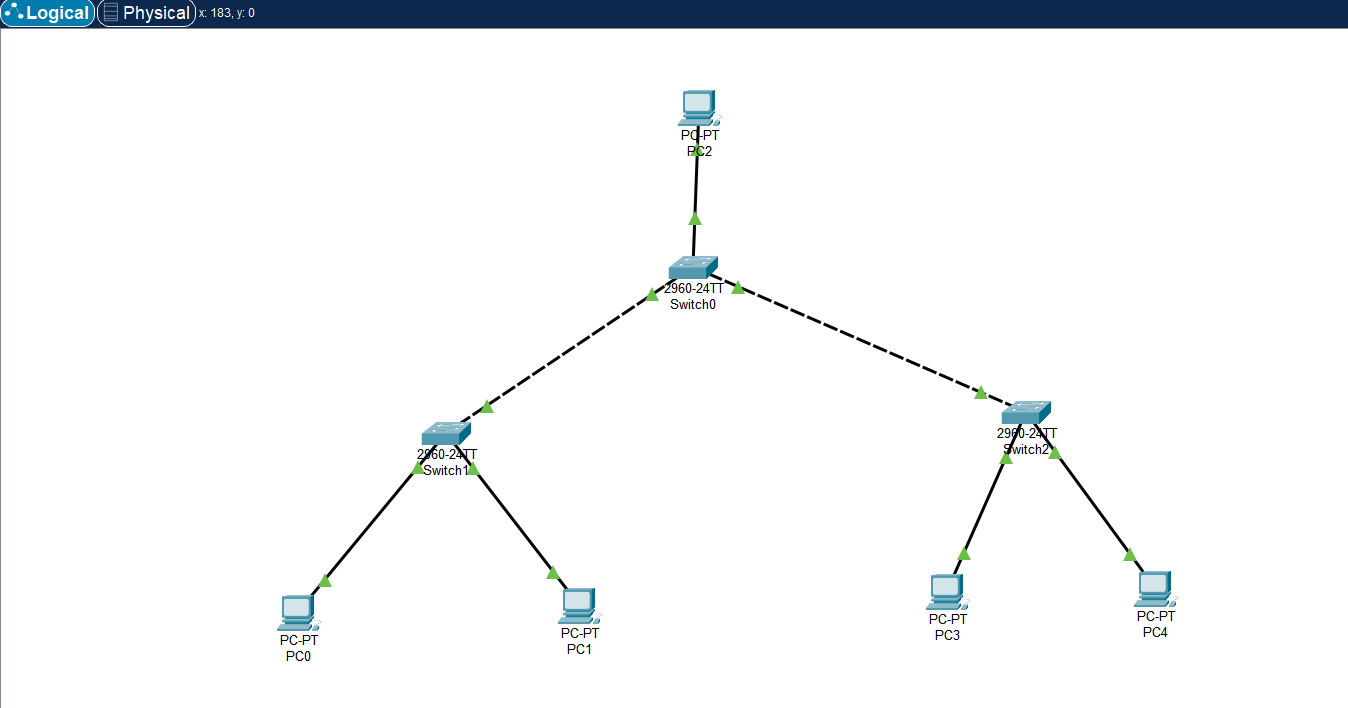 Logical Physical x: 183, y: 0
PC-PT
PC2
2960-24TT
Switch0
2960-24TT
Switch1
2960-24TT
Switch2
PC-PT
PC0
PC-PT
PC1
PC-PT
PC3
PC-PT
PC4